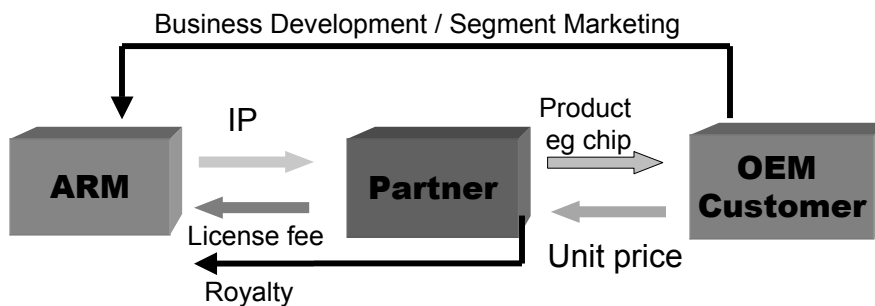 Business Development / Segment Marketing
IP
Product
eg chip
ARM
Partner
OEM
Customer
License fee
Unit price
Royalty